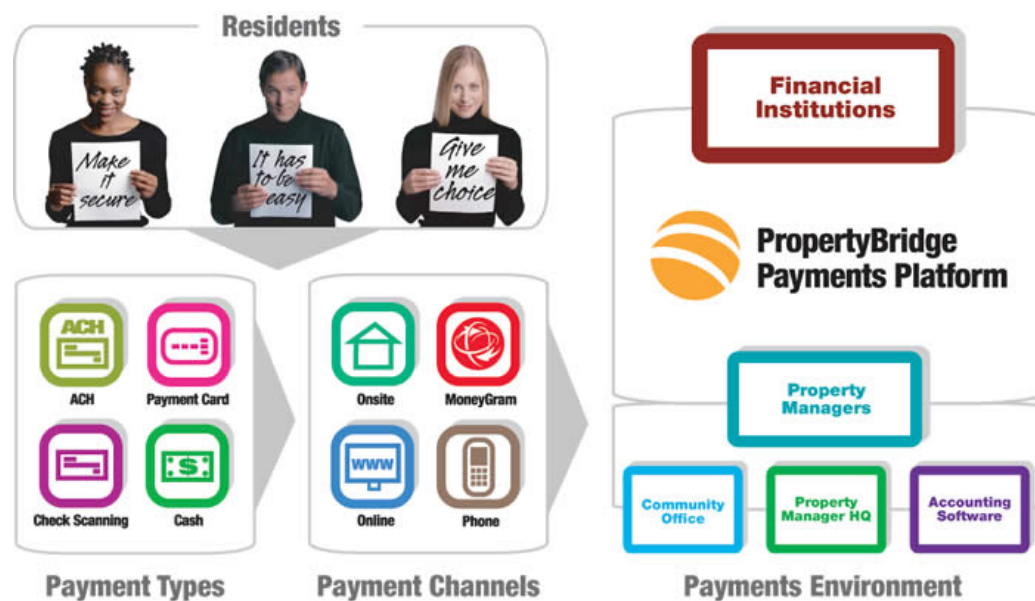 Residents
Make
it
secure
It has
to be
easy
Give
me
choice
Financial
Institutions
PropertyBridge
Payments Platform
ACH
ACH
Payment Card
Check Scanning
$
Cash
Onsite
MoneyGram
www
Online
Phone
Property
Managers
Community
Office
Property
Manager HQ
Accounting
Software
Payment Types
Payment Channels
Payments Environment